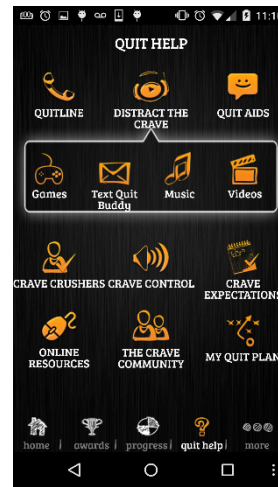 11:1
QUIT HELP
QUITLINE
DISTRACT THE
CRAVE
QUIT AIDS
Games
Text Quit
Buddy
Music
Videos
CRAVE CRUSHERS
CRAVE CONTROL
CRAVE
EXPECTATIONS
ONLINE
RESOURCES
THE CRAVE
COMMUNITY
MY QUIT PLAN
home
awards
progress
quit help
more